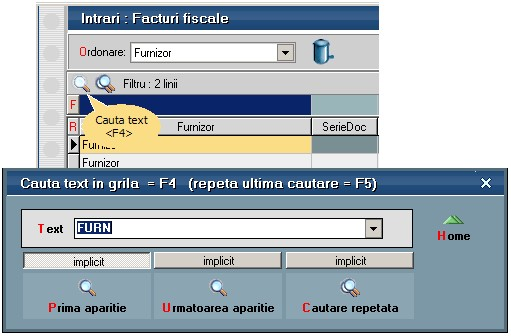 Intrari : Facturi fiscale
Ordonare: Furnizor
Filtru : 2 linii
F
Cauta text
<F4>
R Furnizor SerieDoc
Furnizor
Cauta text in grila = F4 (repeta ultima cautare = F5)
Text FURN
Home
implicit implicit implicit
Prima aparitie Urmatoarea aparitie Cautare repetata